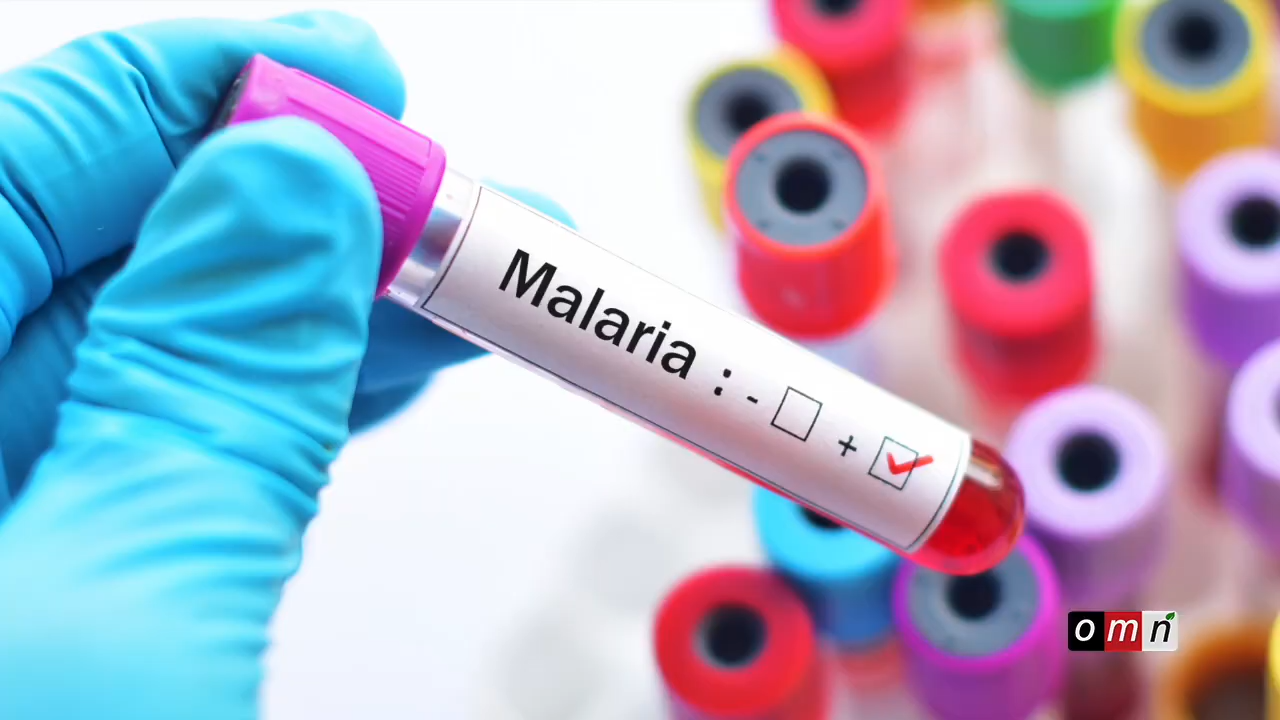 Malaria : - ☐ + ☑
omn